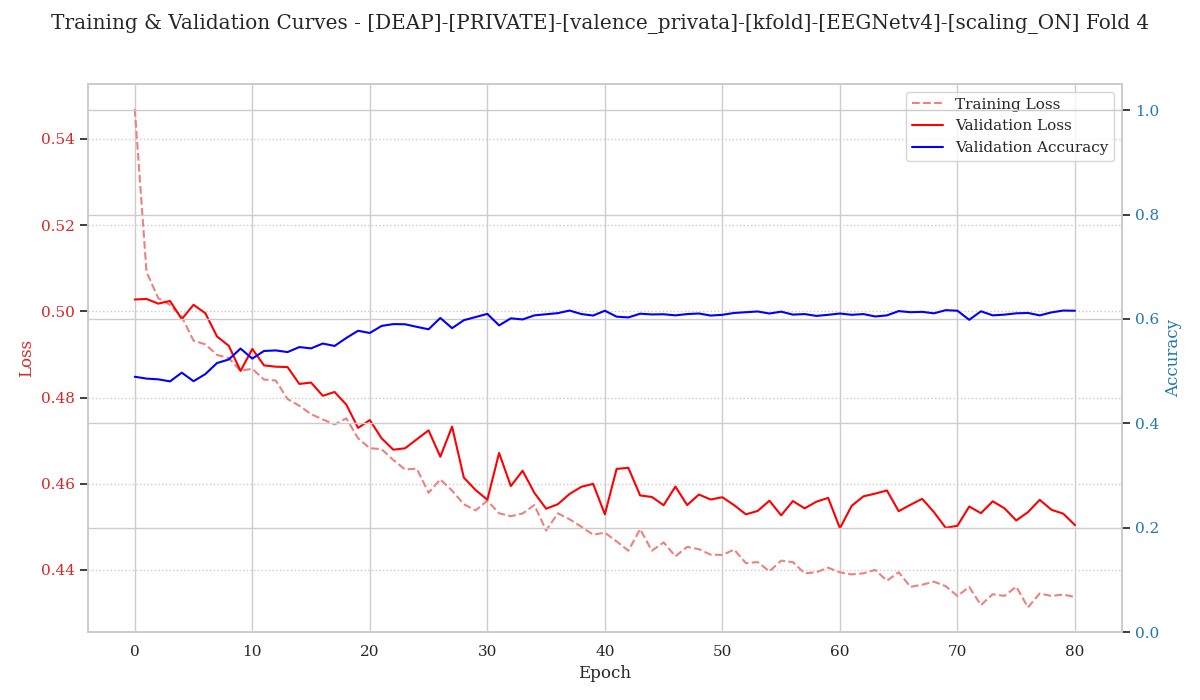 Training & Validation Curves - [DEAP]-[PRIVATE]-[valence_privata]-[kfold]-[EEGNetv4]-[scaling_ON] Fold 4
Training Loss
Validation Loss
Validation Accuracy
Loss
0.54
0.52
0.50
0.48
0.46
0.44
1.0
0.8
0.6
0.4
0.2
0.0
Accuracy
0 10 20 30 40 50 60 70 80
Epoch